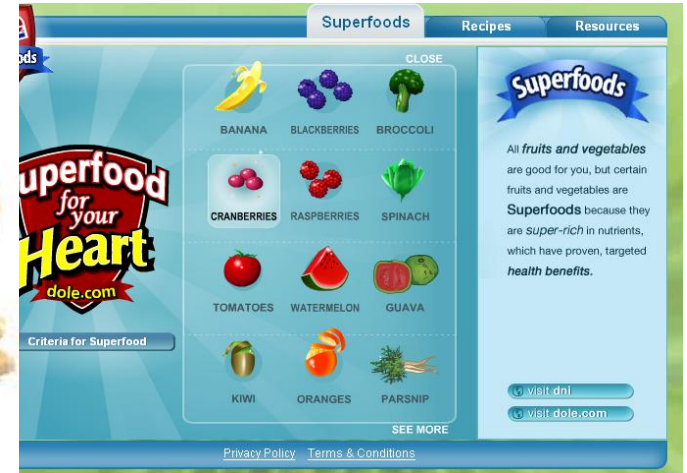 Superfoods Recipes Resources
ods
CLOSE
BANANA BLACKBERRIES BROCCOLI
CRANBERRIES RASPBERRIES SPINACH
TOMATOES WATERMELON GUAVA
KIWI ORANGES PARSNIP
SEE MORE
uperfood
for
your
Heart
dole.com
Criteria for Superfood
Superfoods
All fruits and vegetables
are good for you, but certain
fruits and vegetables are
Superfoods because they
are super-rich in nutrients,
which have proven, targeted
health benefits.
visit dni
visit dole.com
Privacy Policy Terms & Conditions